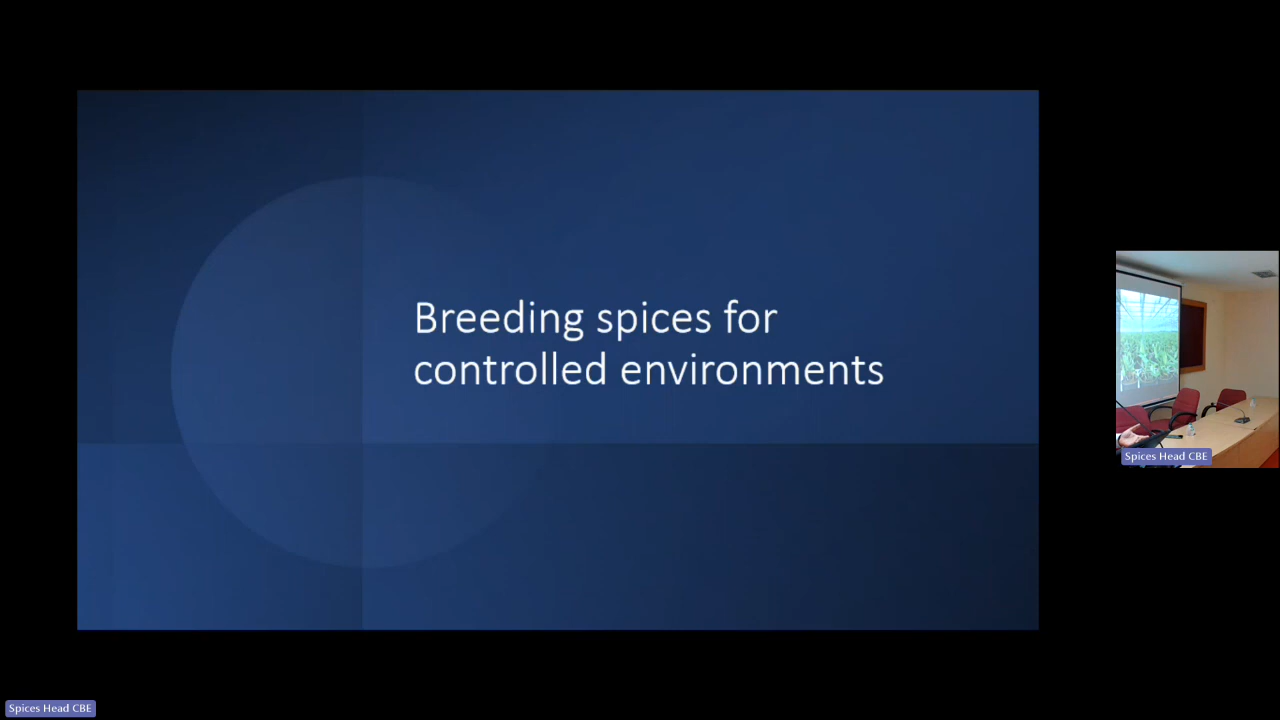 Breeding spices for
controlled environments
Spices Head CBE
Spices Head CBE